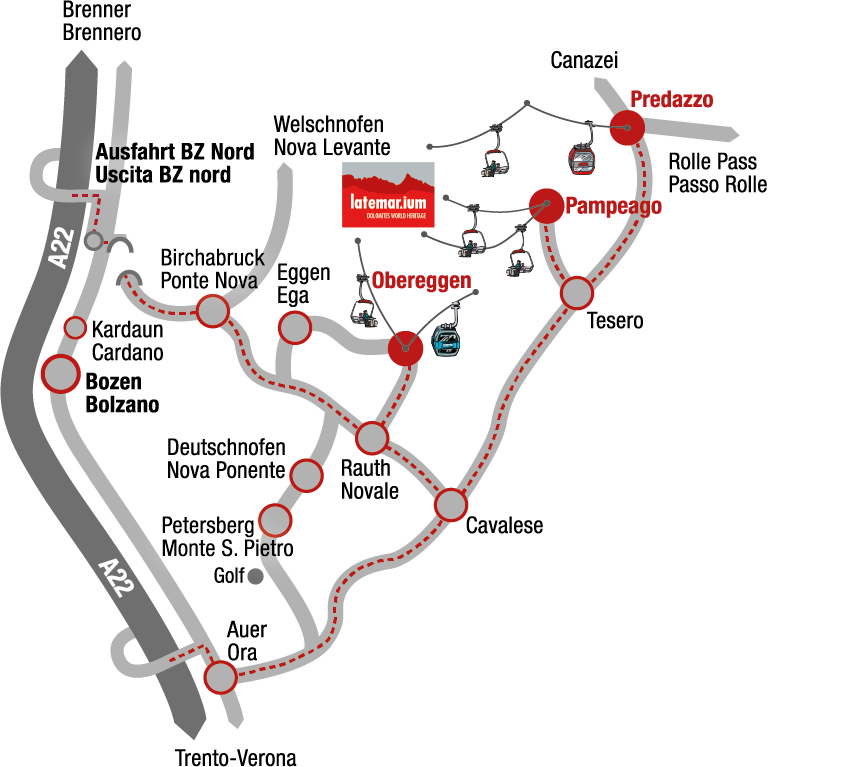 Brenner
Brennero
Canazei
Predazzo
Welschnofen
Nova Levante
Ausfahrt BZ Nord
Uscita BZ nord
Rolle Pass
Passo Rolle
latemar.ium
DOLOMITES WORLD HERITAGE
Pampeago
A22
Birchabruck
Ponte Nova
Eggen
Ega
Obereggen
Kardaun
Cardano
Tesero
Bozen
Bolzano
Deutschnofen
Nova Ponente
Rauth
Novale
Petersberg
Monte S. Pietro
Cavalese
Golf
A22
Auer
Ora
Trento-Verona